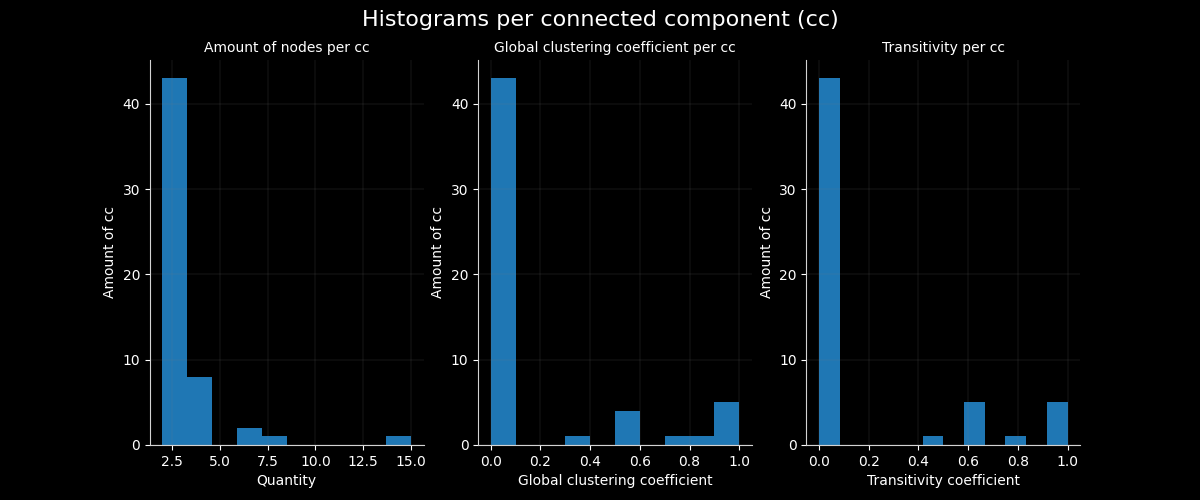 Histograms per connected component (cc)
Amount of nodes per cc
Amount of cc
0
10
20
30
40
2.5 5.0 7.5 10.0 12.5 15.0
Quantity
Global clustering coefficient per cc
Amount of cc
0
10
20
30
40
0.0 0.2 0.4 0.6 0.8 1.0
Global clustering coefficient
Transitivity per cc
Amount of cc
0
10
20
30
40
0.0 0.2 0.4 0.6 0.8 1.0
Transitivity coefficient